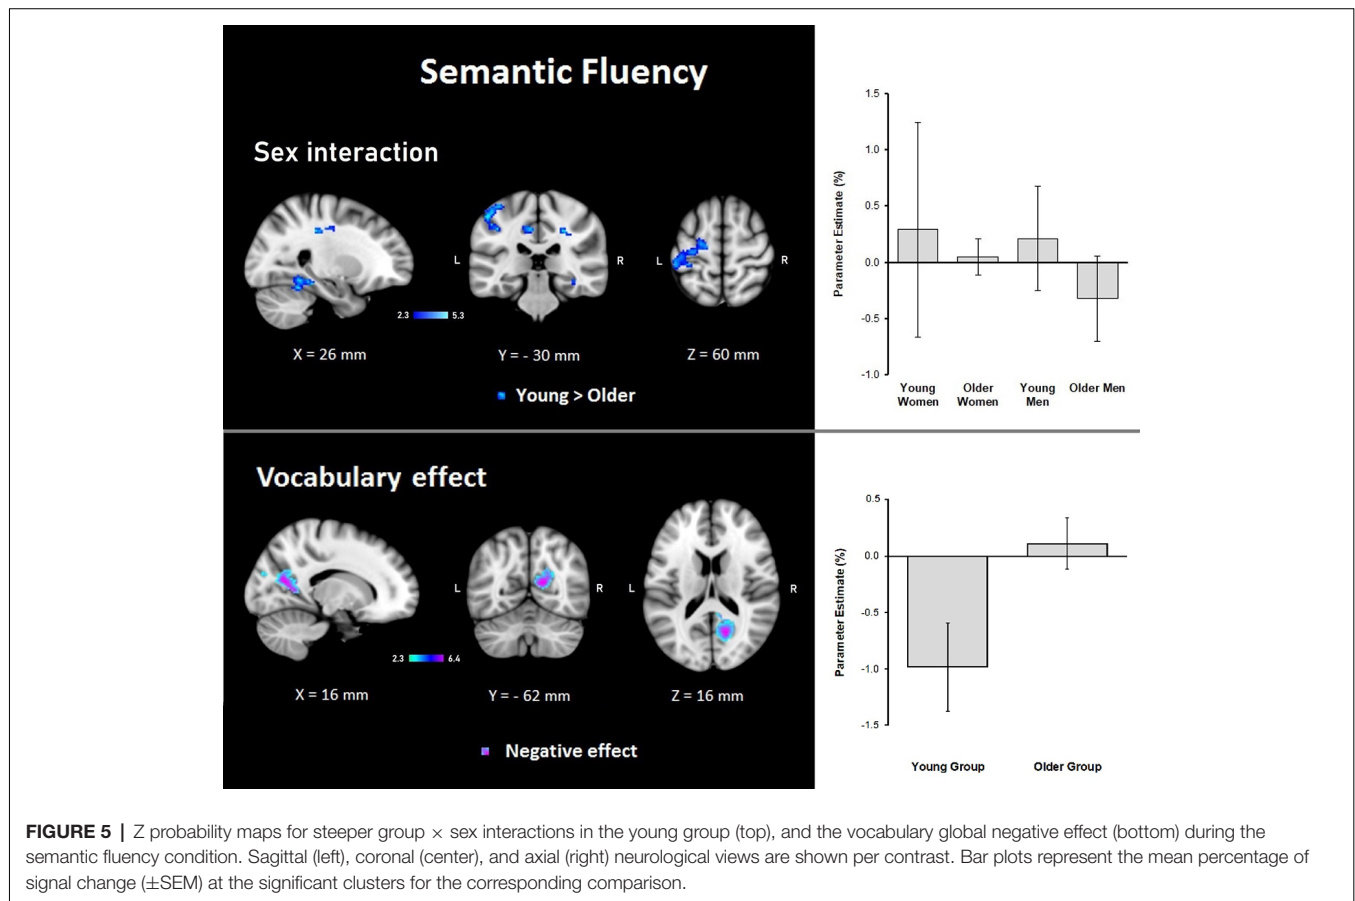 Semantic Fluency
Sex interaction
L
R
L
R
2.3
5.3
X = 26 mm
Y = - 30 mm
Z = 60 mm
Young > Older
1.5
1.0
0.5
0.0
-0.5
-1.0
Parameter Estimate (%)
Young
Women
Older
Women
Young
Men
Older Men
Vocabulary effect
L
R
L
R
2.3
6.4
X = 16 mm
Y = - 62 mm
Z = 16 mm
Negative effect
0.5
0.0
-0.5
-1.0
-1.5
Parameter Estimate (%)
Young Group
Older Group
FIGURE 5 | Z probability maps for steeper group × sex interactions in the young group (top), and the vocabulary global negative effect (bottom) during the
semantic fluency condition. Sagittal (left), coronal (center), and axial (right) neurological views are shown per contrast. Bar plots represent the mean percentage of
signal change (±SEM) at the significant clusters for the corresponding comparison.